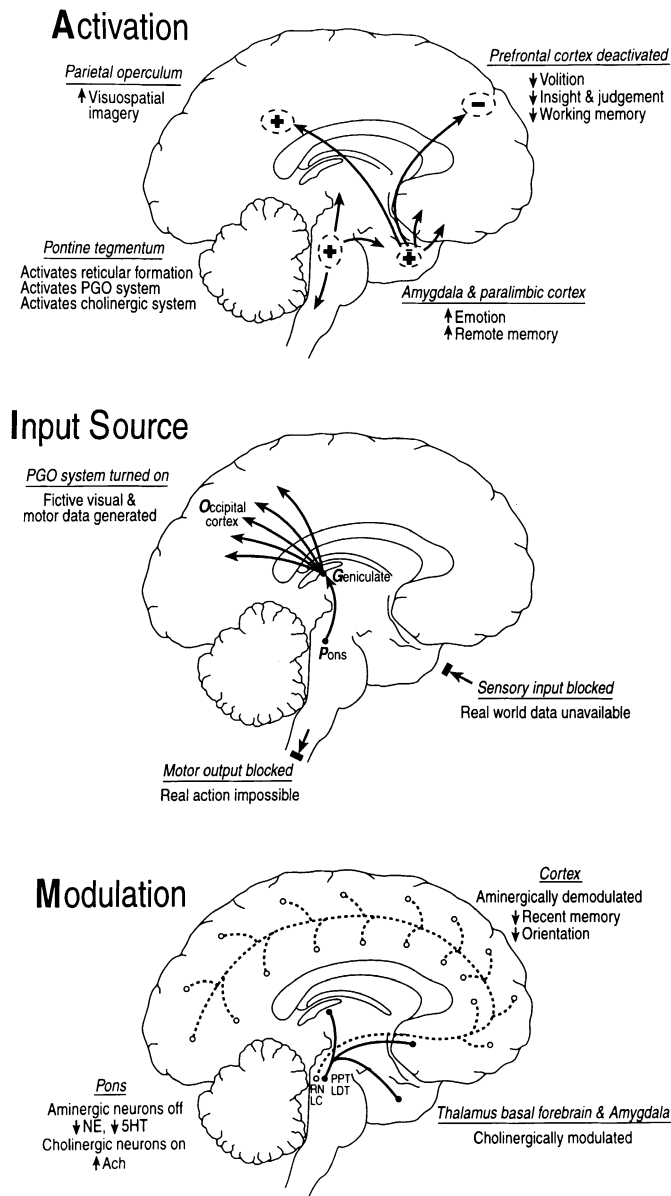 Activation
Parietal operculum
↑ Visuospatial
imagery
Prefrontal cortex deactivated
↓ Volition
↓ Insight & judgement
↓ Working memory
+
−
Pontine tegmentum
Activates reticular formation
Activates PGO system
Activates cholinergic system
+
+
Amygdala & paralimbic cortex
↑ Emotion
↑ Remote memory
Input Source
PGO system turned on
Fictive visual &
motor data generated
Occipital
cortex
Geniculate
Pons
Sensory input blocked
Real world data unavailable
Motor output blocked
Real action impossible
Modulation
Cortex
Aminergically demodulated
↓ Recent memory
↓ Orientation
RN PPT
LC LDT
Pons
Aminergic neurons off
↓NE, ↓5HT
Cholinergic neurons on
↑Ach
Thalamus basal forebrain & Amygdala
Cholinergically modulated